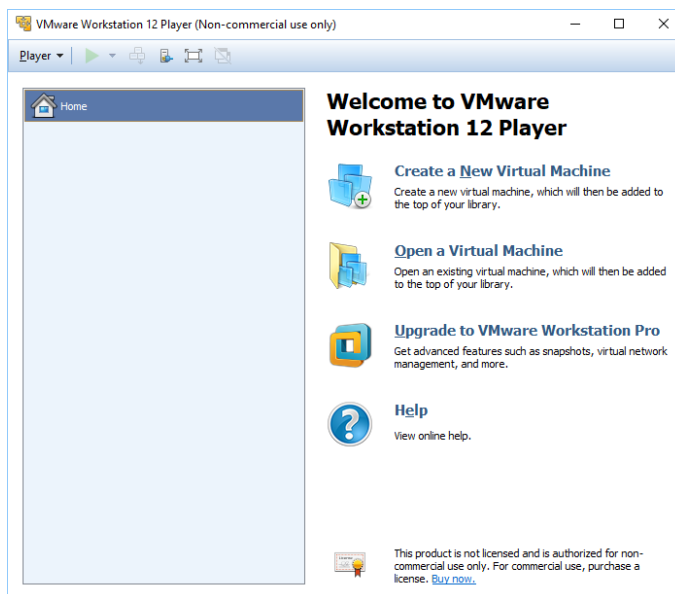 VMware Workstation 12 Player (Non-commercial use only)
Player
Home
Welcome to VMware
Workstation 12 Player
Create a New Virtual Machine
Create a new virtual machine, which will then be added to
the top of your library.
Open a Virtual Machine
Open an existing virtual machine, which will then be added
to the top of your library.
Upgrade to VMware Workstation Pro
Get advanced features such as snapshots, virtual network
management, and more.
Help
View online help.
This product is not licensed and is authorized for non-
commercial use only. For commercial use, purchase a
license. Buy now.